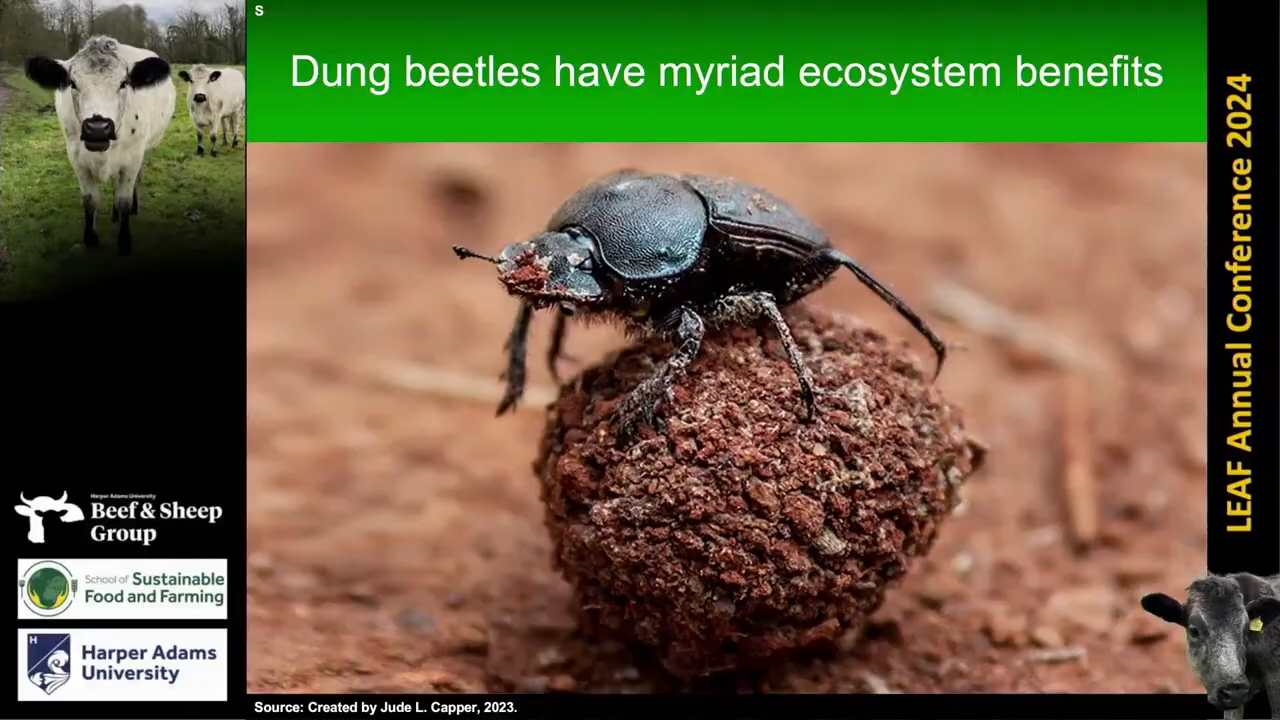 S
Dung beetles have myriad ecosystem benefits
LEAF Annual Conference 2024
Harper Adams University
Beef & Sheep
Group
School of Sustainable
Food and Farming
H
Harper Adams
University
Source: Created by Jude L. Capper, 2023.